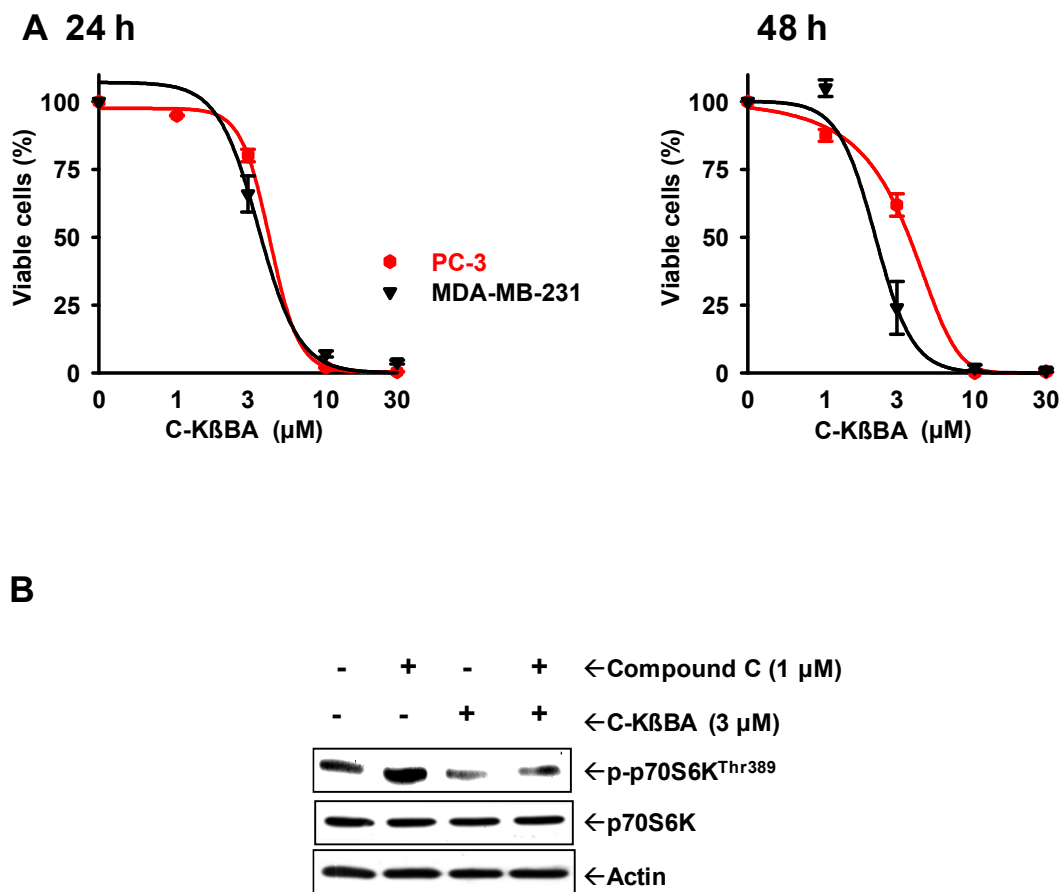 A 24 h
48 h
Viable cells (%)
100
75
50
25
0
0 1 3 10 30
C-KßBA (µM)
PC-3
MDA-MB-231
Viable cells (%)
100
75
50
25
0
0 1 3 10 30
C-KßBA (µM)
B
- + - + ←Compound C (1 µM)
- - + + ←C-KßBA (3 µM)
←p-p70S6KThr389
←p70S6K
←Actin